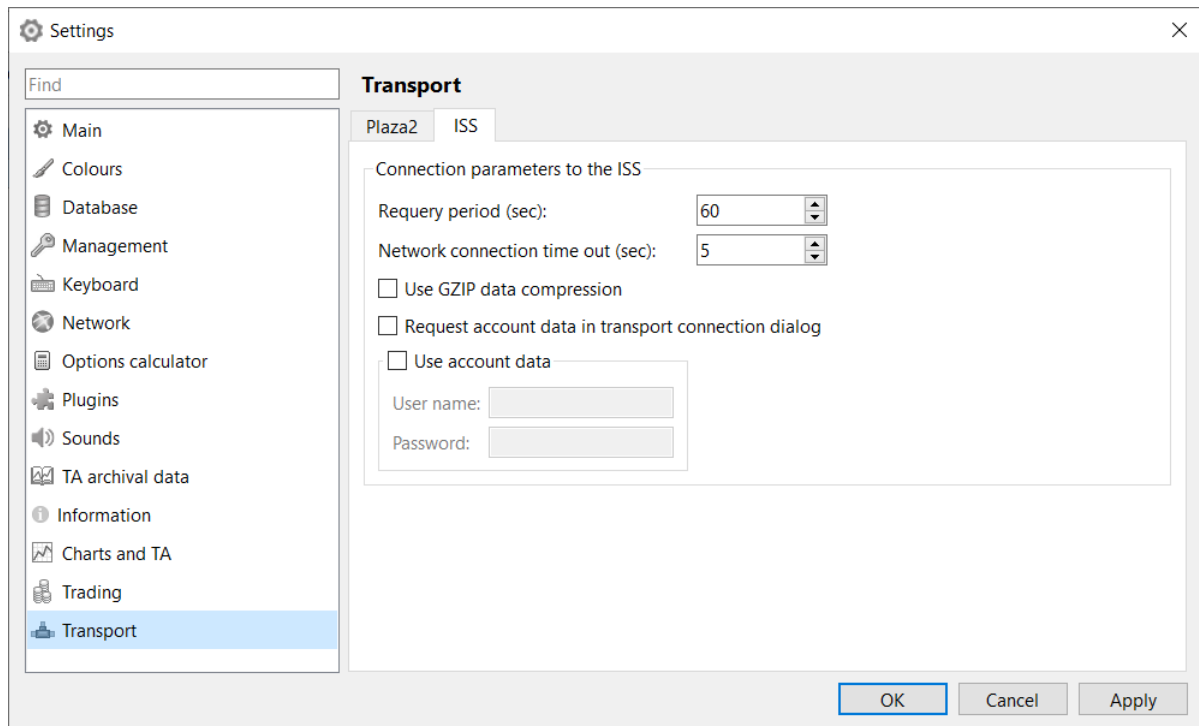 Settings
Find
Main
Colours
Database
Management
Keyboard
Network
Options calculator
Plugins
Sounds
TA archival data
Information
Charts and TA
Trading
Transport
Transport
Plaza2 ISS
Connection parameters to the ISS
Requery period (sec): 60
Network connection time out (sec): 5
Use GZIP data compression
Request account data in transport connection dialog
Use account data
User name:
Password:
OK Cancel Apply